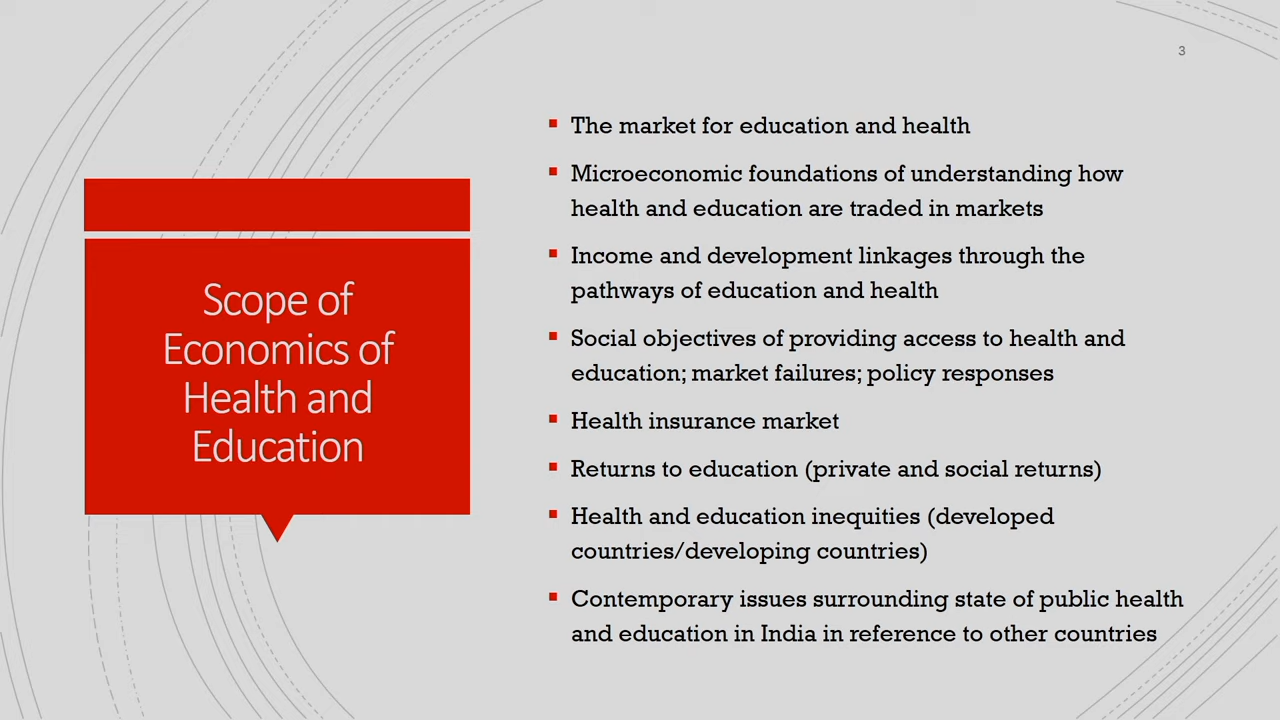 3
Scope of
Economics of
Health and
Education
The market for education and health
Microeconomic foundations of understanding how
health and education are traded in markets
Income and development linkages through the
pathways of education and health
Social objectives of providing access to health and
education; market failures; policy responses
Health insurance market
Returns to education (private and social returns)
Health and education inequities (developed
countries/developing countries)
Contemporary issues surrounding state of public health
and education in India in reference to other countries